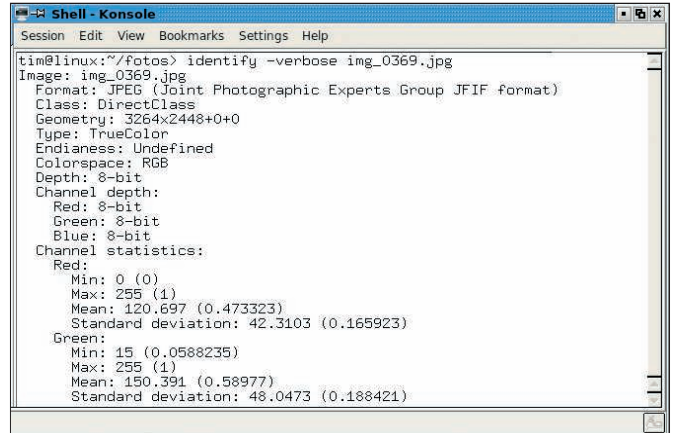 Shell - Konsole
Session Edit View Bookmarks Settings Help
tim@linux:~/fotos> identify -verbose img_0369.jpg
Image: img_0369.jpg
Format: JPEG (Joint Photographic Experts Group JFIF format)
Class: DirectClass
Geometry: 3264x2448+0+0
Type: TrueColor
Endianess: Undefined
Colorspace: RGB
Depth: 8-bit
Channel depth:
Red: 8-bit
Green: 8-bit
Blue: 8-bit
Channel statistics:
Red:
Min: 0 (0)
Max: 255 (1)
Mean: 120.697 (0.473323)
Standard deviation: 42.3103 (0.165923)
Green:
Min: 15 (0.0588235)
Max: 255 (1)
Mean: 150.391 (0.58977)
Standard deviation: 48.0473 (0.188421)